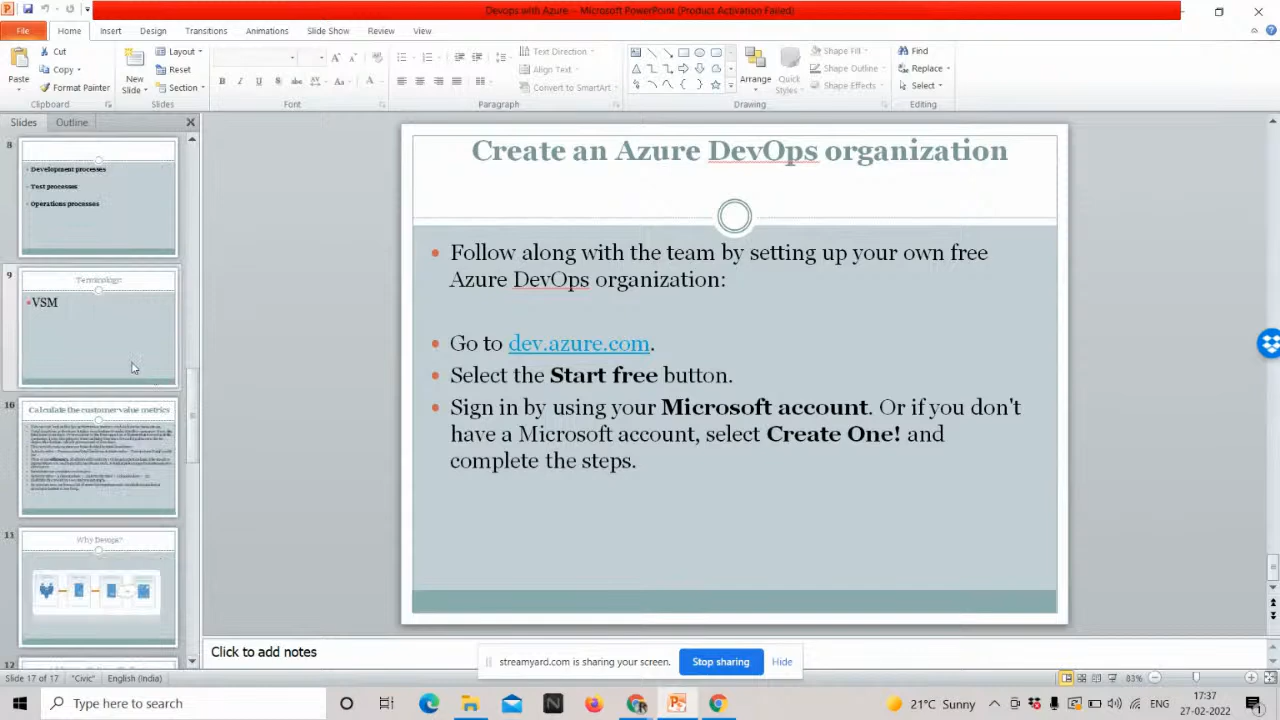 Devops with Azure - Microsoft PowerPoint (Product Activation Failed)
File Home Insert Design Transitions Animations Slide Show Review View
Paste
Cut
Copy
Format Painter
Clipboard
New
Slide
Layout
Reset
Section
Slides
Font
Text Direction
Align Text
Convert to SmartArt
Paragraph
Arrange
Quick
Styles
Shape Fill
Shape Outline
Shape Effects
Drawing
Find
Replace
Select
Editing
Slides Outline
8
Development processes
Test processes
Operations processes
9
Terminology
VSM
10
Calculate the customer value metrics
11
Why Devops?
12
Create an Azure DevOps organization
Follow along with the team by setting up your own free
Azure DevOps organization:
Go to dev.azure.com.
Select the Start free button.
Sign in by using your Microsoft account. Or if you don't
have a Microsoft account, select Create One! and
complete the steps.
Click to add notes
streamyard.com is sharing your screen. Stop sharing Hide
Slide 17 of 17 "Civic" English (India) 83%
Type here to search
21°C Sunny
ENG
17:37
27-02-2022